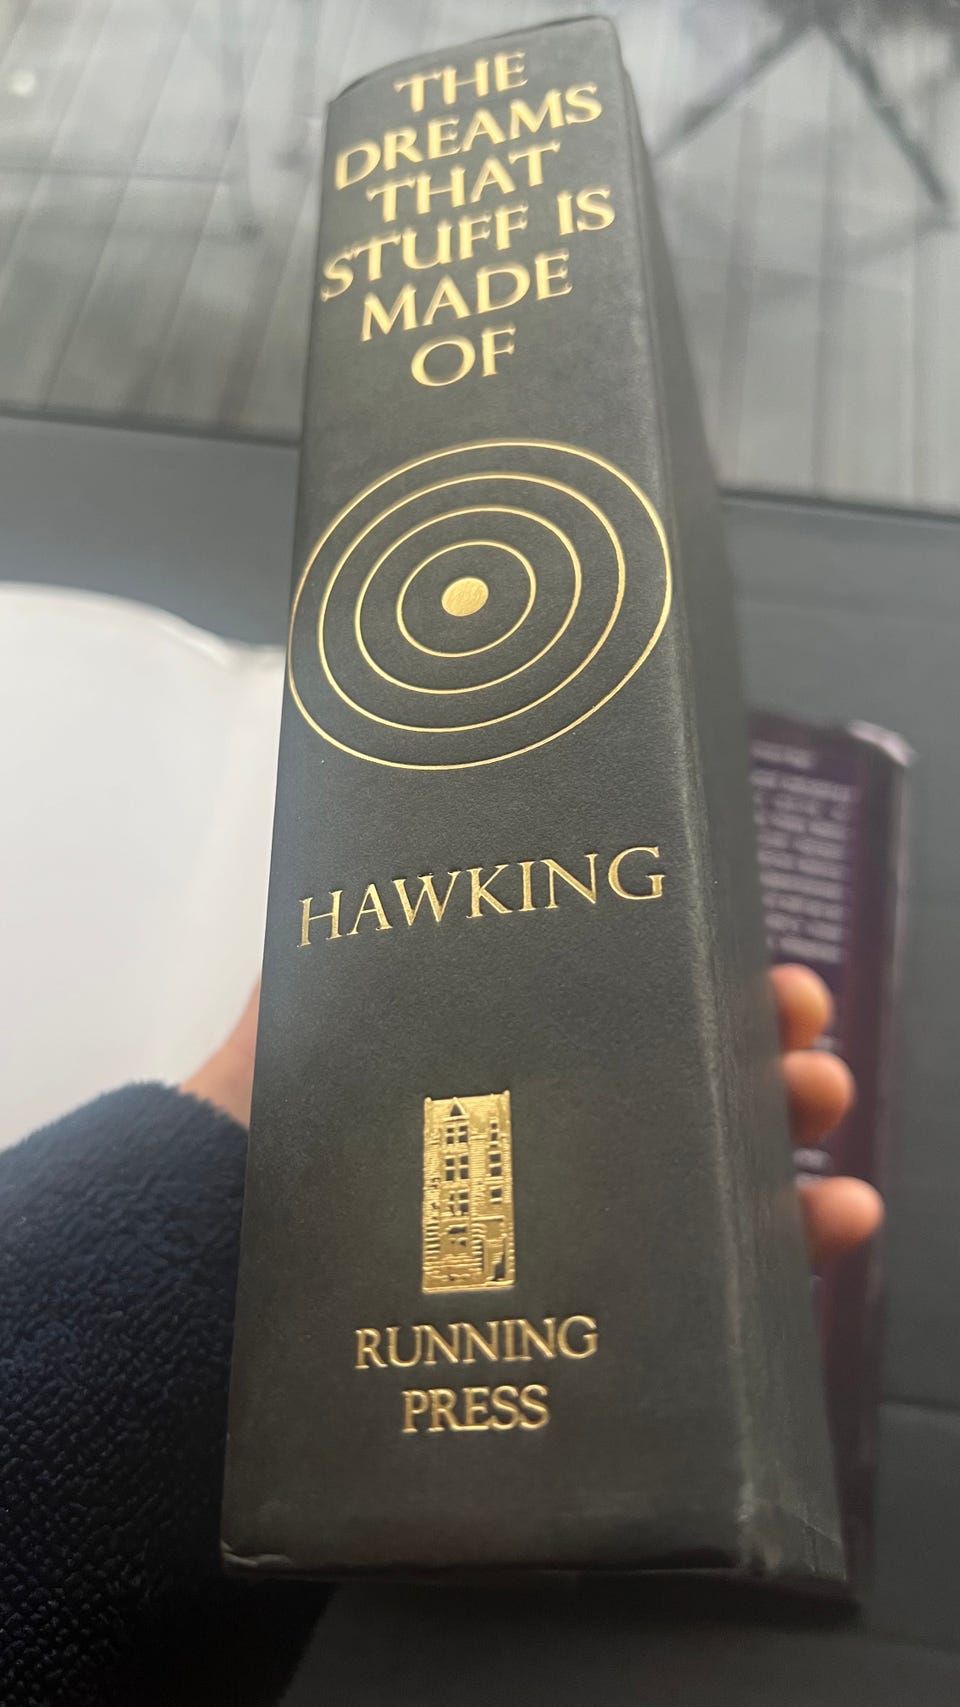 THE
DREAMS
THAT
STUFF IS
MADE
OF
HAWKING
RUNNING
PRESS